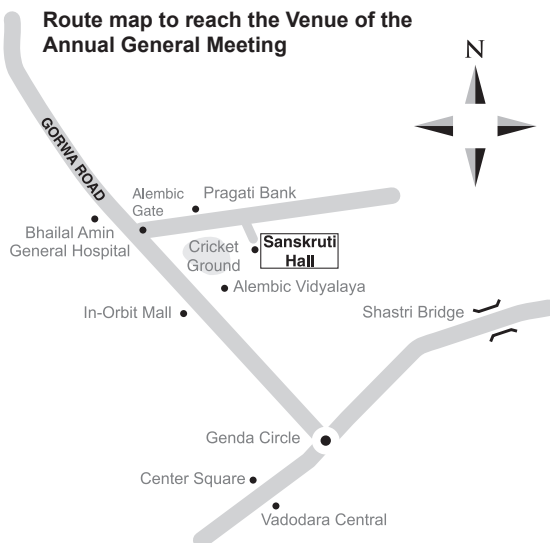 Route map to reach the Venue of the
Annual General Meeting
N
GORWA ROAD
Alembic
Gate
Pragati Bank
Bhailal Amin
General Hospital
Cricket
Ground
Sanskruti
Hall
Alembic Vidyalaya
In-Orbit Mall
Shastri Bridge
Genda Circle
Center Square
Vadodara Central